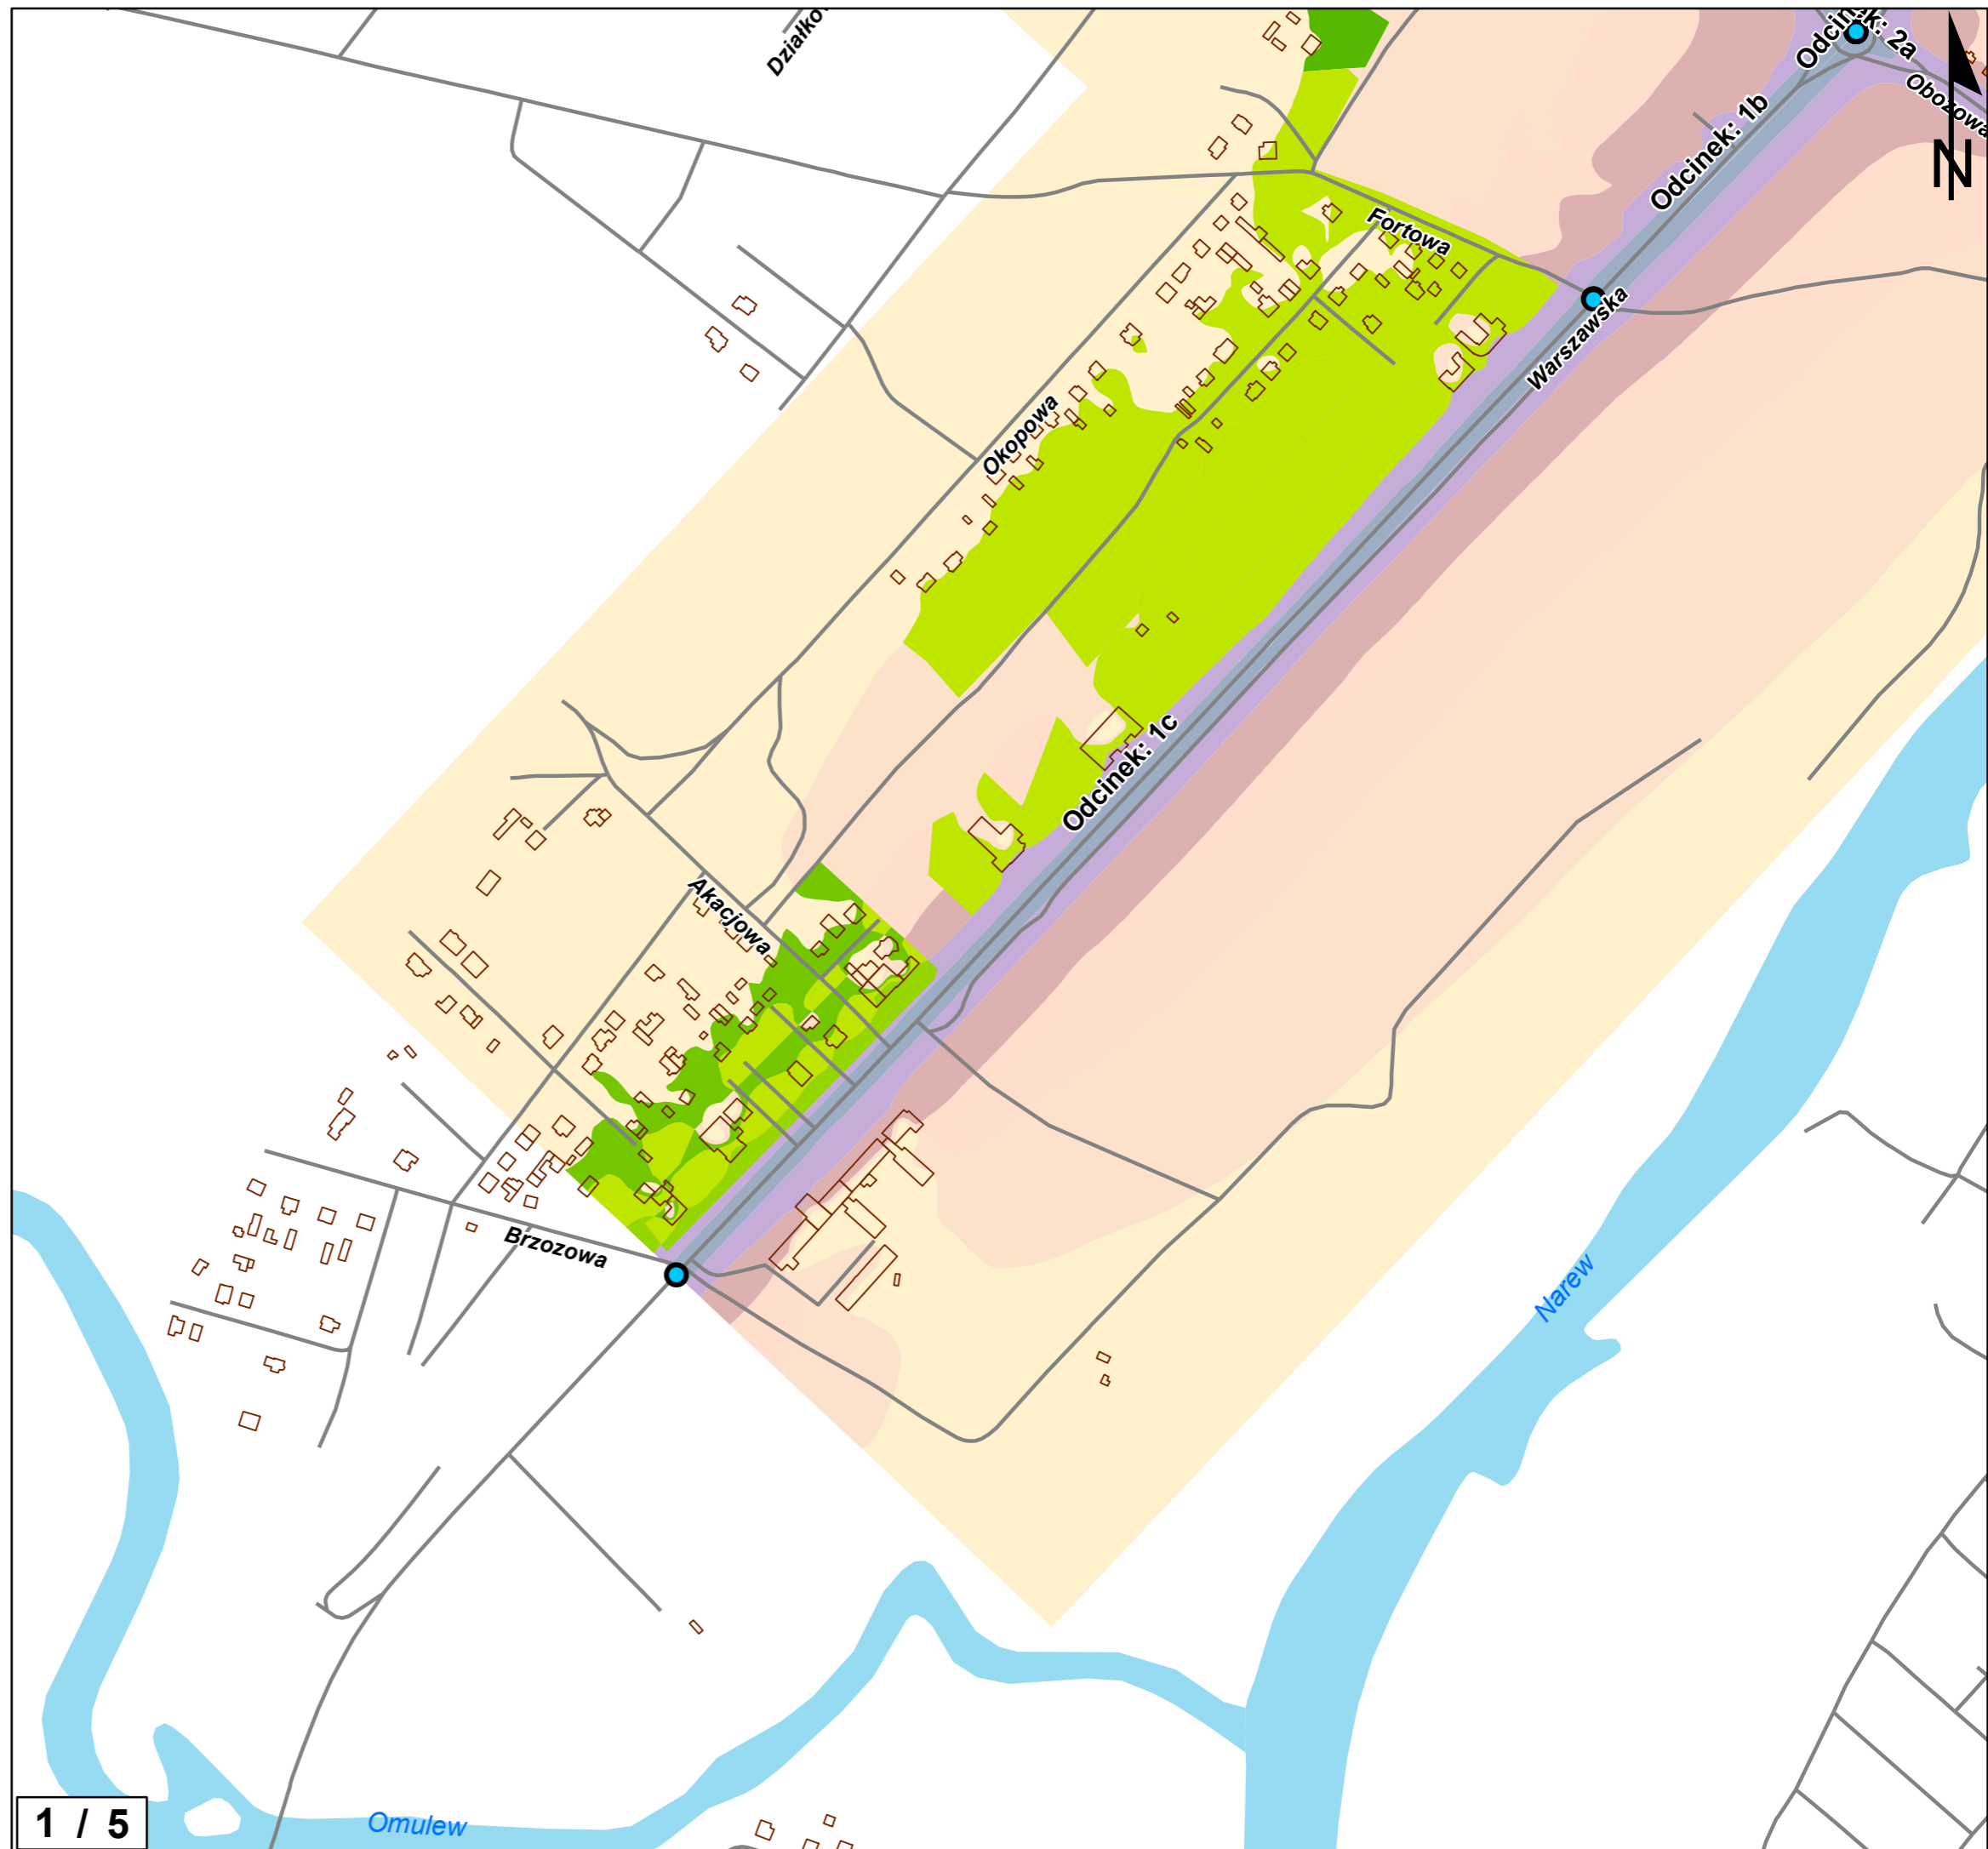 Działko
Odcinek: 2a
Obozowa
Odcinek: 1b
N
Fortowa
Warszawska
Okopowa
Odcinek: 1c
Akacjowa
Brzozowa
Narew
Omulew
1 / 5